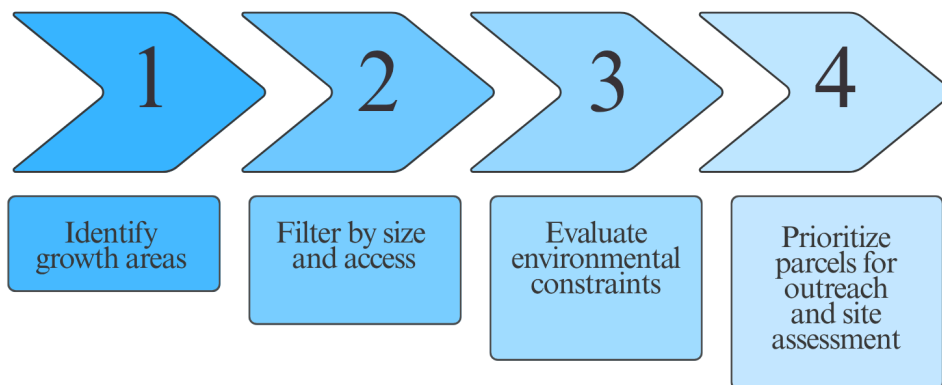 1
2
3
4
Identify
growth areas
Filter by size
and access
Evaluate
environmental
constraints
Prioritize
parcels for
outreach
and site
assessment